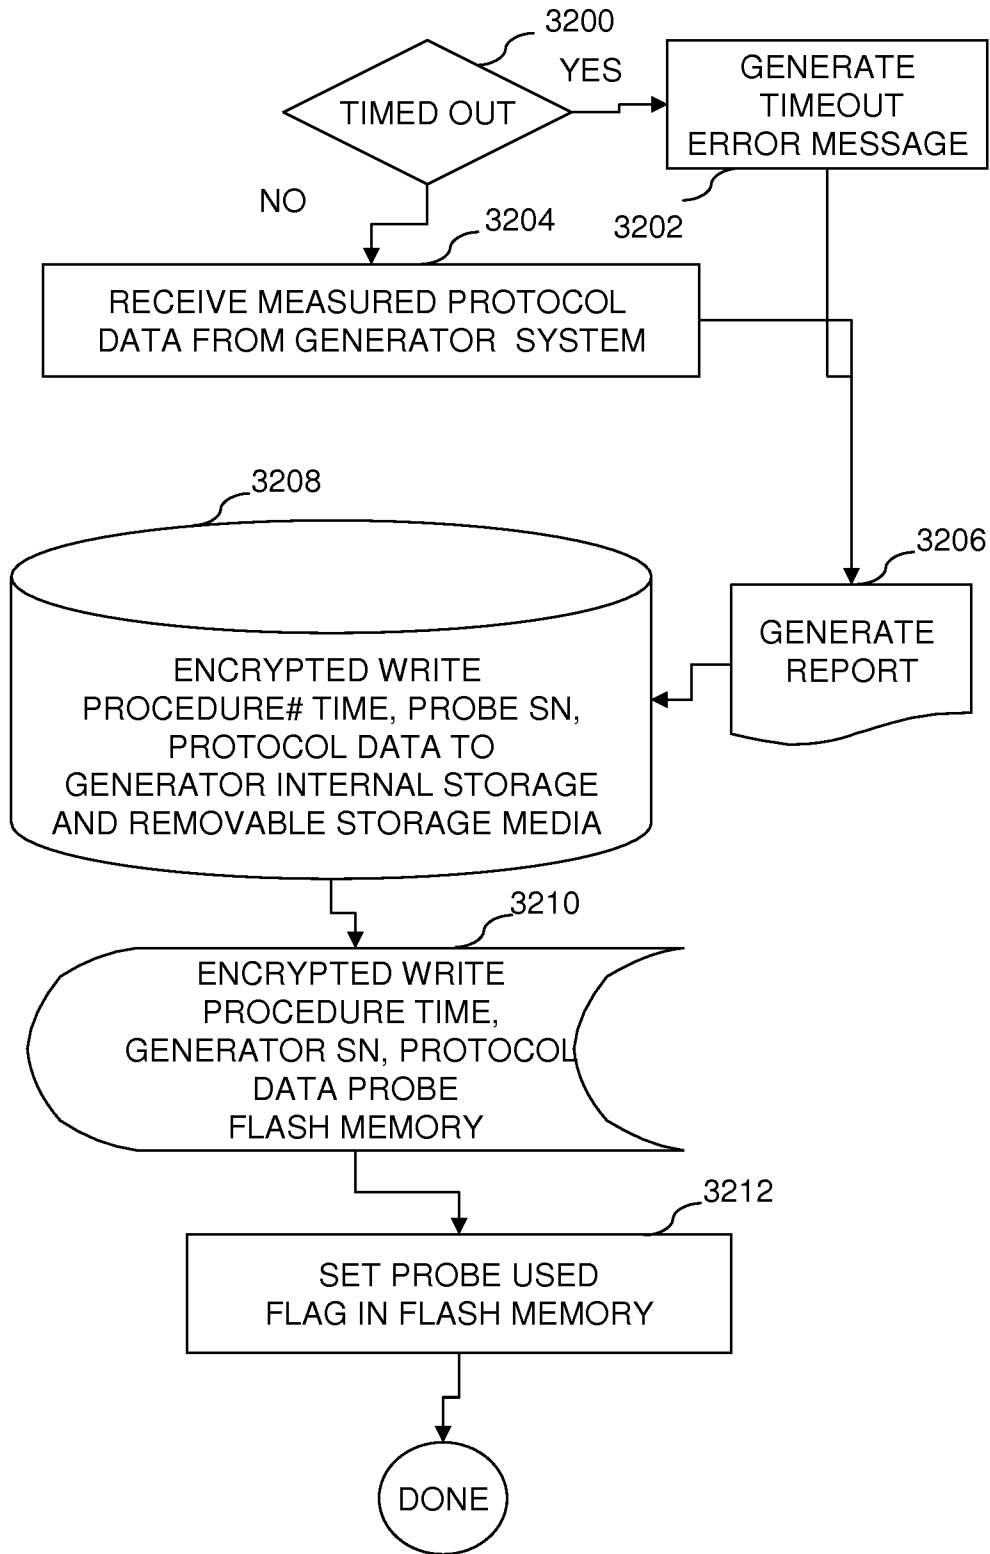 3200
YES
TIMED OUT
GENERATE
TIMEOUT
ERROR MESSAGE
NO
3202
3204
RECEIVE MEASURED PROTOCOL
DATA FROM GENERATOR SYSTEM
3208
3206
GENERATE
REPORT
ENCRYPTED WRITE
PROCEDURE# TIME, PROBE SN,
PROTOCOL DATA TO
GENERATOR INTERNAL STORAGE
AND REMOVABLE STORAGE MEDIA
3210
ENCRYPTED WRITE
PROCEDURE TIME,
GENERATOR SN, PROTOCOL
DATA PROBE
FLASH MEMORY
3212
SET PROBE USED
FLAG IN FLASH MEMORY
DONE